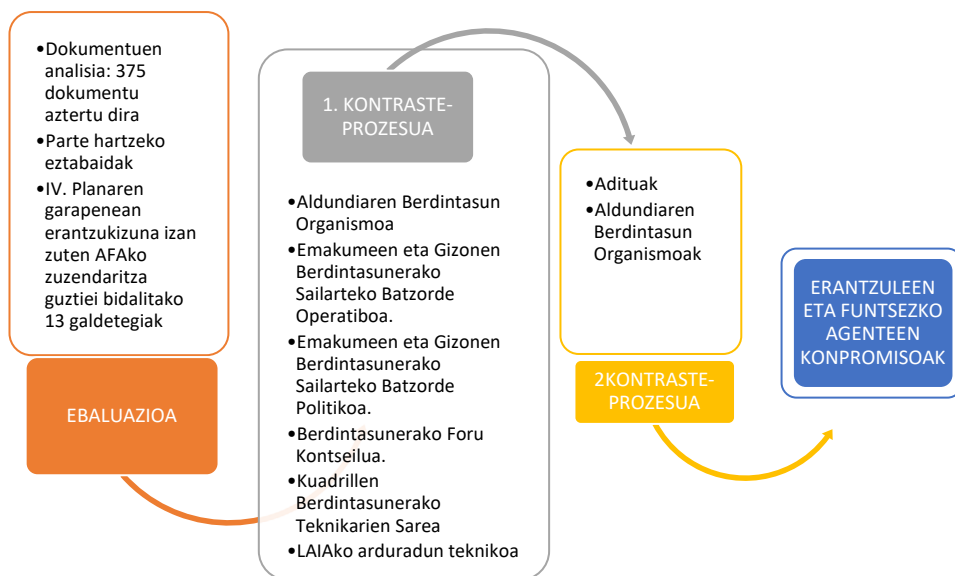 •Dokumentuen
analisia: 375
dokumentu
aztertu dira
•Parte hartzeko
eztabaidak
•IV. Planaren
garapenean
erantzukizuna izan
zuten AFAko
zuzendaritza
guztiei bidalitako
13 galdetegiak
EBALUAZIOA
1. KONTRASTE-
PROZESUA
•Aldundiaren Berdintasun
Organismoa
•Emakumeen eta Gizonen
Berdintasunerako
Sailarteko Batzorde
Operatiboa.
•Emakumeen eta Gizonen
Berdintasunerako
Sailarteko Batzorde
Politikoa.
•Berdintasunerako Foru
Kontseilua.
•Kuadrillen
Berdintasunerako
Teknikarien Sarea
•LAIAko arduradun teknikoa
•Adituak
•Aldundiaren
Berdintasun
Organismoak
2KONTRASTE-
PROZESUA
ERANTZULEEN
ETA FUNTSEZKO
AGENTEEN
KONPROMISOAK